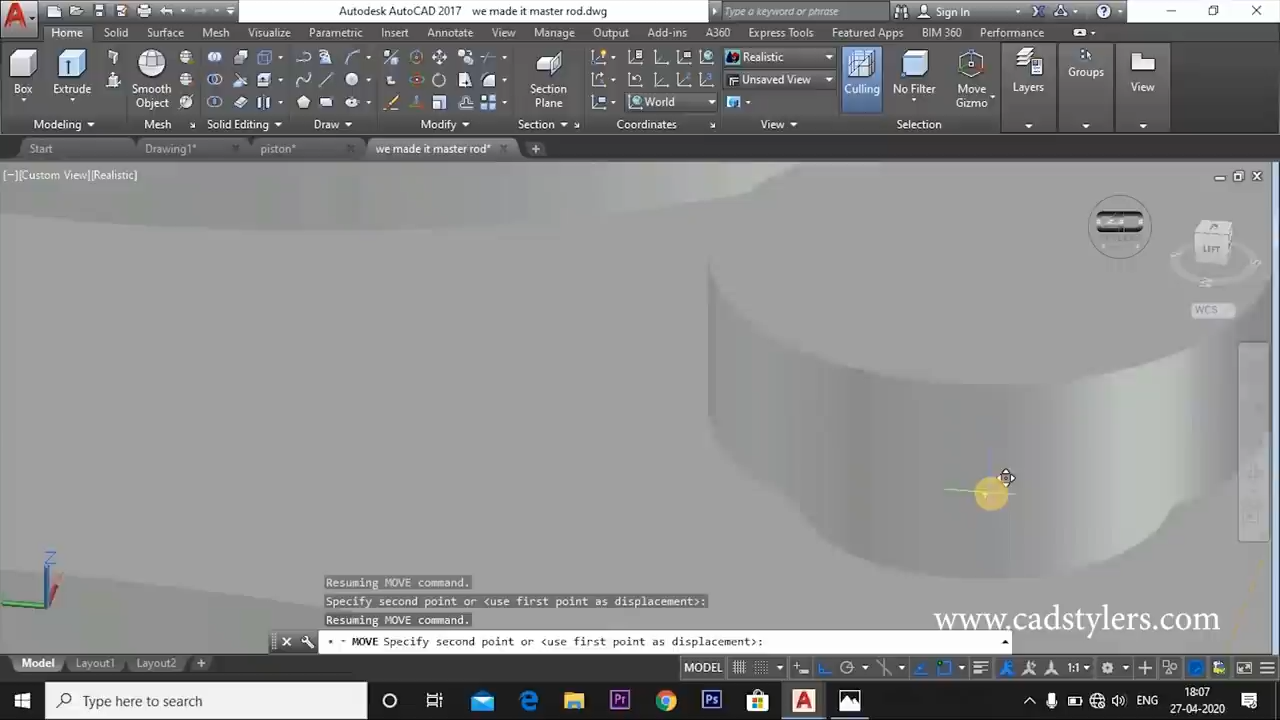 Autodesk AutoCAD 2017 we made it master rod.dwg
Type a keyword or phrase
Sign In
Home Solid Surface Mesh Visualize Parametric Insert Annotate View Manage Output Add-ins A360 Express Tools Featured Apps BIM 360 Performance
Realistic
Unsaved View
World
Box
Extrude
Smooth Object
Section Plane
Culling
No Filter
Move Gizmo
Layers
Groups
View
Modeling
Mesh
Solid Editing
Draw
Modify
Section
Coordinates
View
Selection
Start Drawing1* piston* we made it master rod*
[−][Custom View][Realistic]
LEFT
WCS
Z
Resuming MOVE command.
Specify second point or <use first point as displacement>:
Resuming MOVE command.
MOVE Specify second point or <use first point as displacement>:
www.cadstylers.com
Model Layout1 Layout2
MODEL
1:1
Type here to search
ENG
18:07
27-04-2020